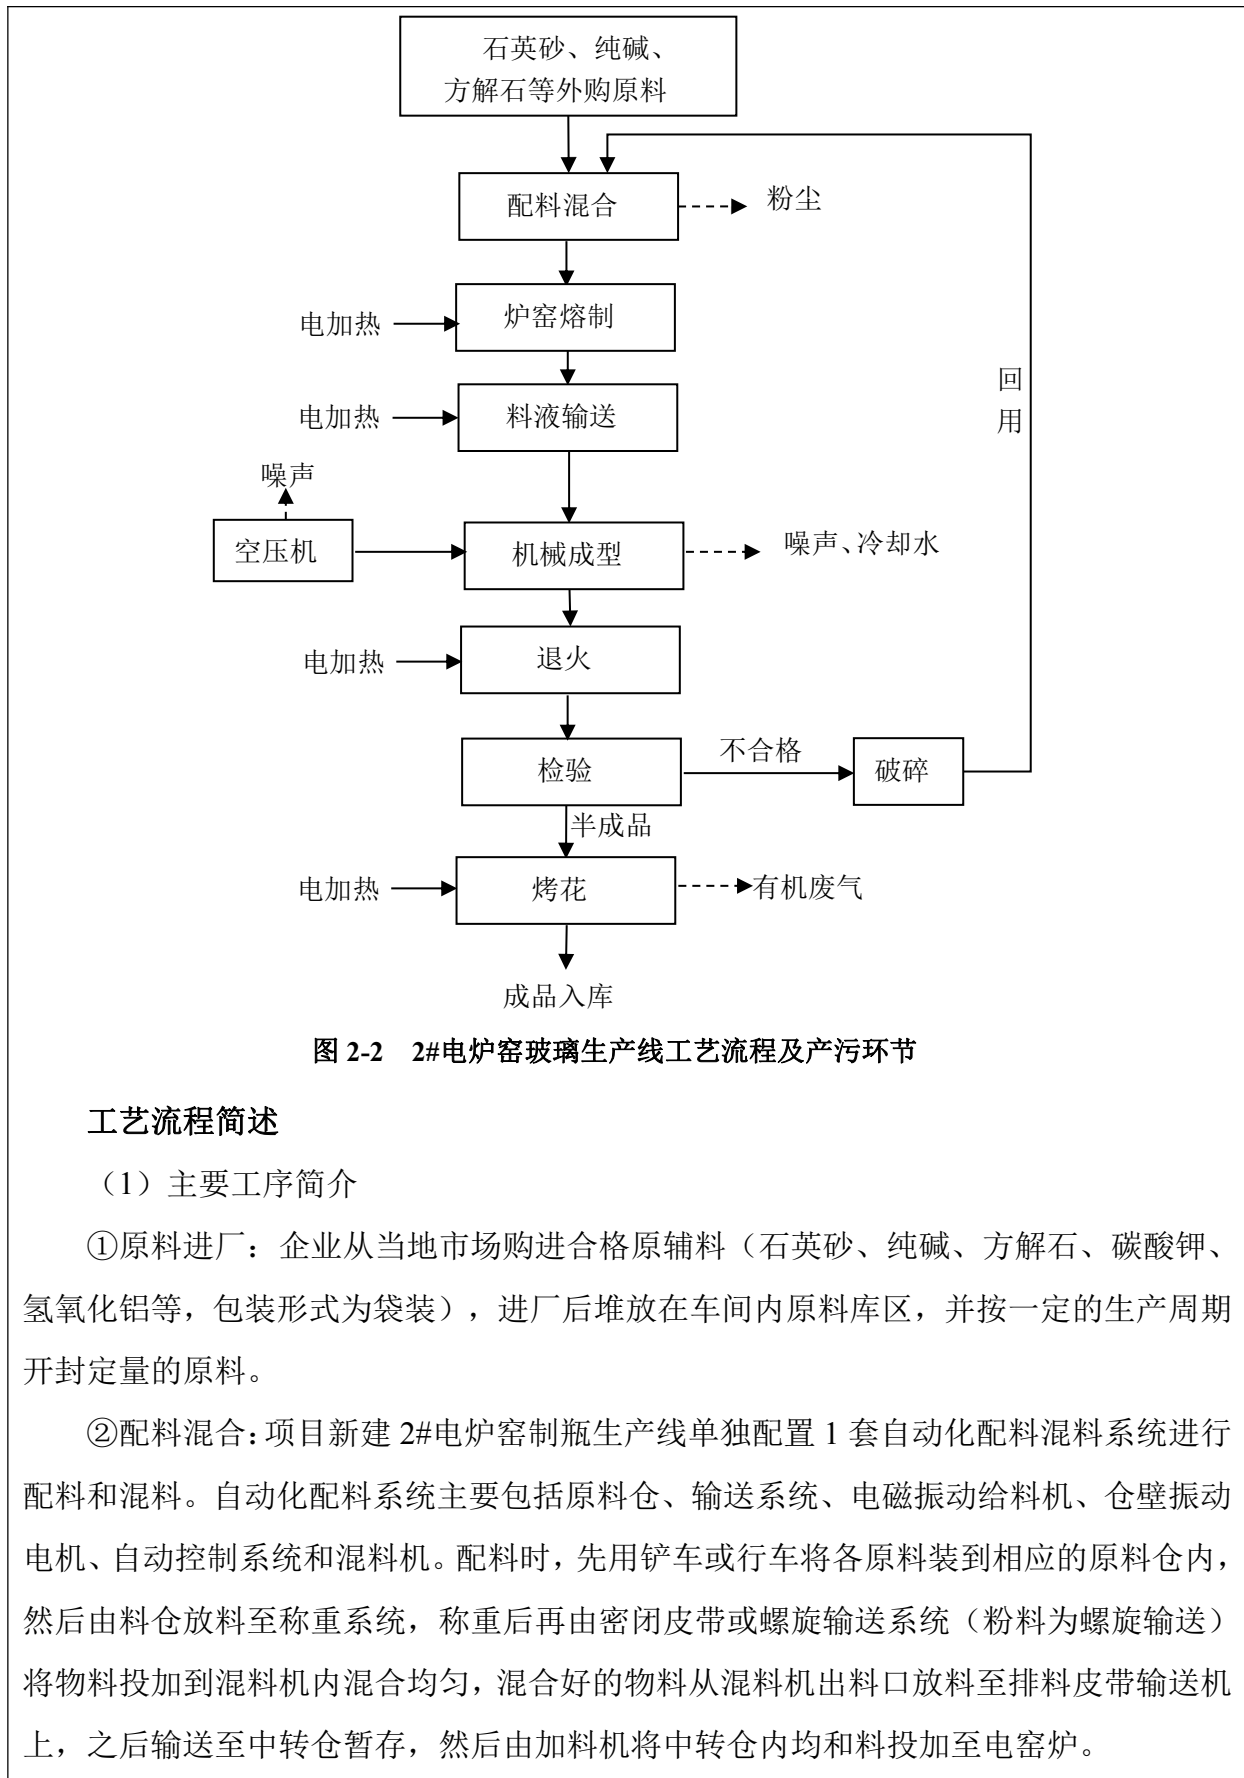 石英砂、纯碱、
方解石等外购原料
配料混合
粉尘
电加热
炉窑熔制
电加热
料液输送
回
用
噪声
空压机
机械成型
噪声、冷却水
电加热
退火
检验
不合格
破碎
半成品
电加热
烤花
有机废气
成品入库
图 2-2 2#电炉窑玻璃生产线工艺流程及产污环节
工艺流程简述
（1）主要工序简介
①原料进厂：企业从当地市场购进合格原辅料（石英砂、纯碱、方解石、碳酸钾、
氢氧化铝等，包装形式为袋装），进厂后堆放在车间内原料库区，并按一定的生产周期
开封定量的原料。
②配料混合：项目新建 2#电炉窑制瓶生产线单独配置 1 套自动化配料混料系统进行
配料和混料。自动化配料系统主要包括原料仓、输送系统、电磁振动给料机、仓壁振动
电机、自动控制系统和混料机。配料时，先用铲车或行车将各原料装到相应的原料仓内，
然后由料仓放料至称重系统，称重后再由密闭皮带或螺旋输送系统（粉料为螺旋输送）
将物料投加到混料机内混合均匀，混合好的物料从混料机出料口放料至排料皮带输送机
上，之后输送至中转仓暂存，然后由加料机将中转仓内均和料投加至电窑炉。